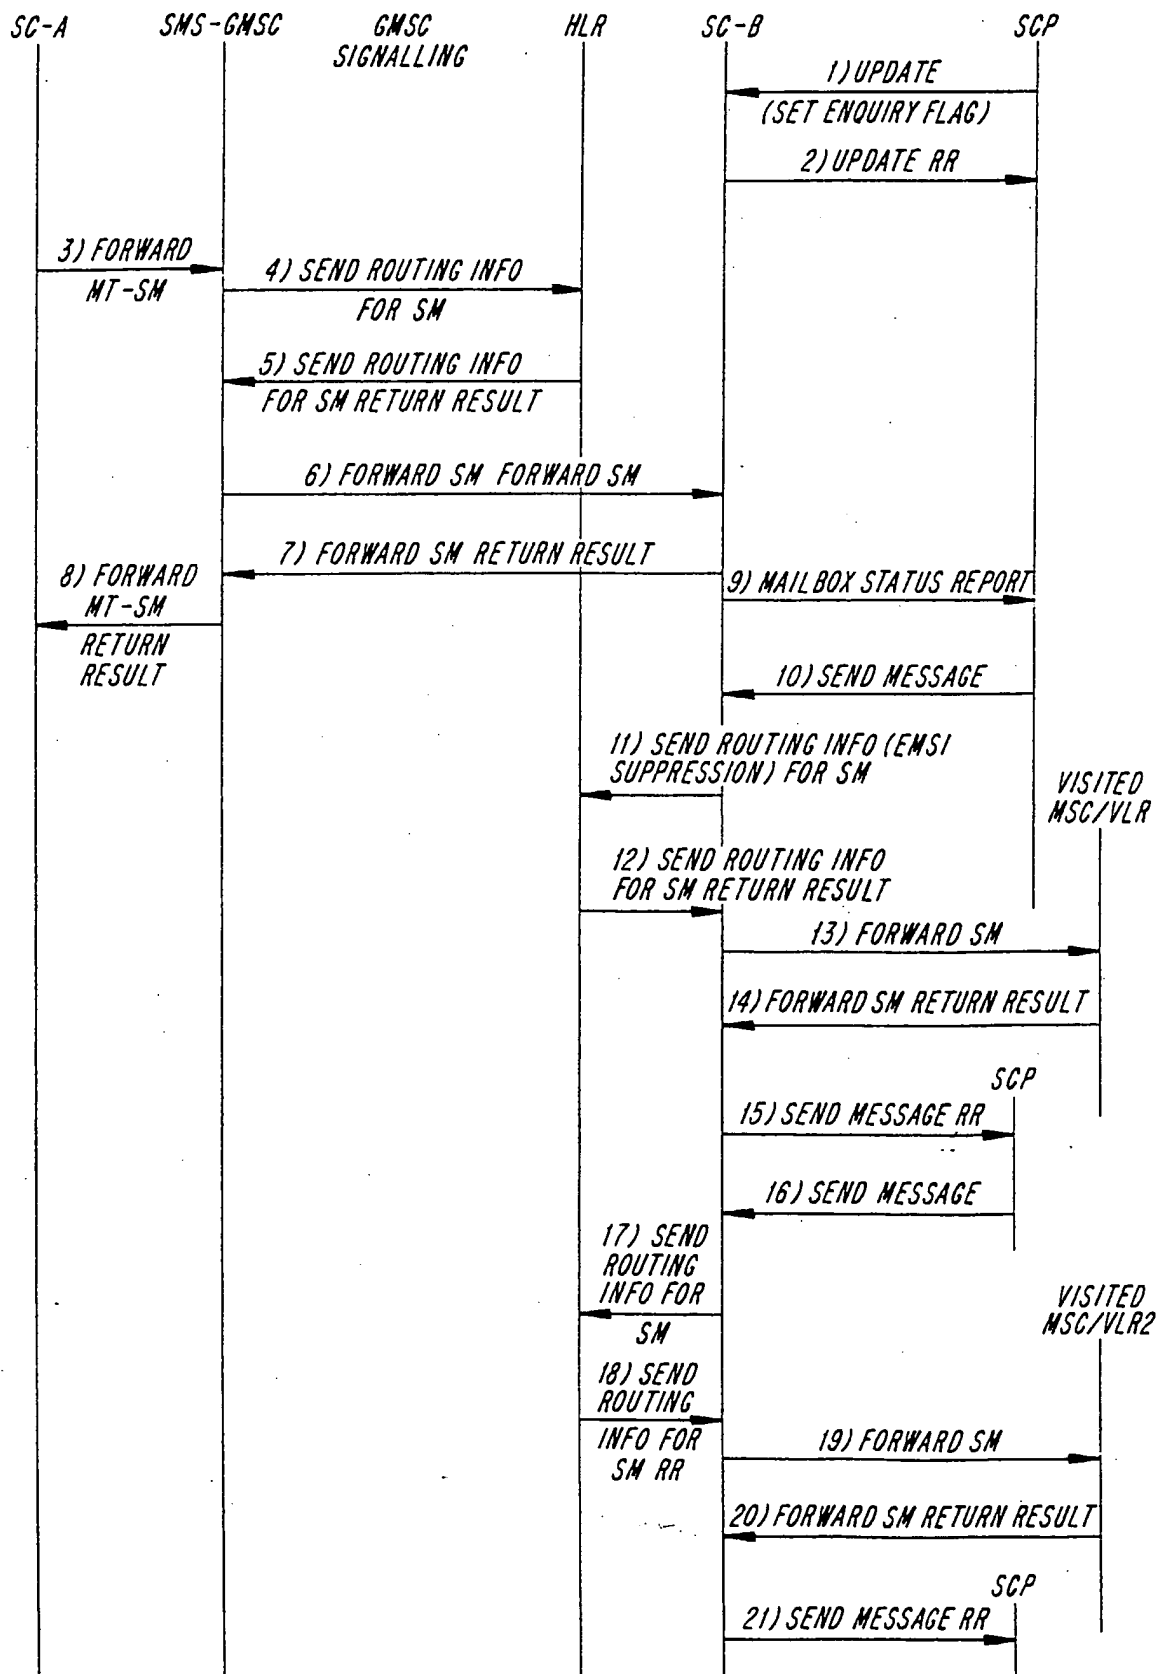 SC-A SMS-GMSC GMSC HLR SC-B SCP
SIGNALLING
1) UPDATE
(SET ENQUIRY FLAG)
2) UPDATE RR
3) FORWARD
MT-SM
4) SEND ROUTING INFO
FOR SM
5) SEND ROUTING INFO
FOR SM RETURN RESULT
6) FORWARD SM FORWARD SM
7) FORWARD SM RETURN RESULT
8) FORWARD
MT-SM
RETURN
RESULT
9) MAILBOX STATUS REPORT
10) SEND MESSAGE
11) SEND ROUTING INFO (EMSI
SUPPRESSION) FOR SM
VISITED
MSC/VLR
12) SEND ROUTING INFO
FOR SM RETURN RESULT
13) FORWARD SM
14) FORWARD SM RETURN RESULT
SCP
15) SEND MESSAGE RR
16) SEND MESSAGE
17) SEND
ROUTING
INFO FOR
SM
VISITED
MSC/VLR2
18) SEND
ROUTING
INFO FOR
SM RR
19) FORWARD SM
20) FORWARD SM RETURN RESULT
SCP
21) SEND MESSAGE RR